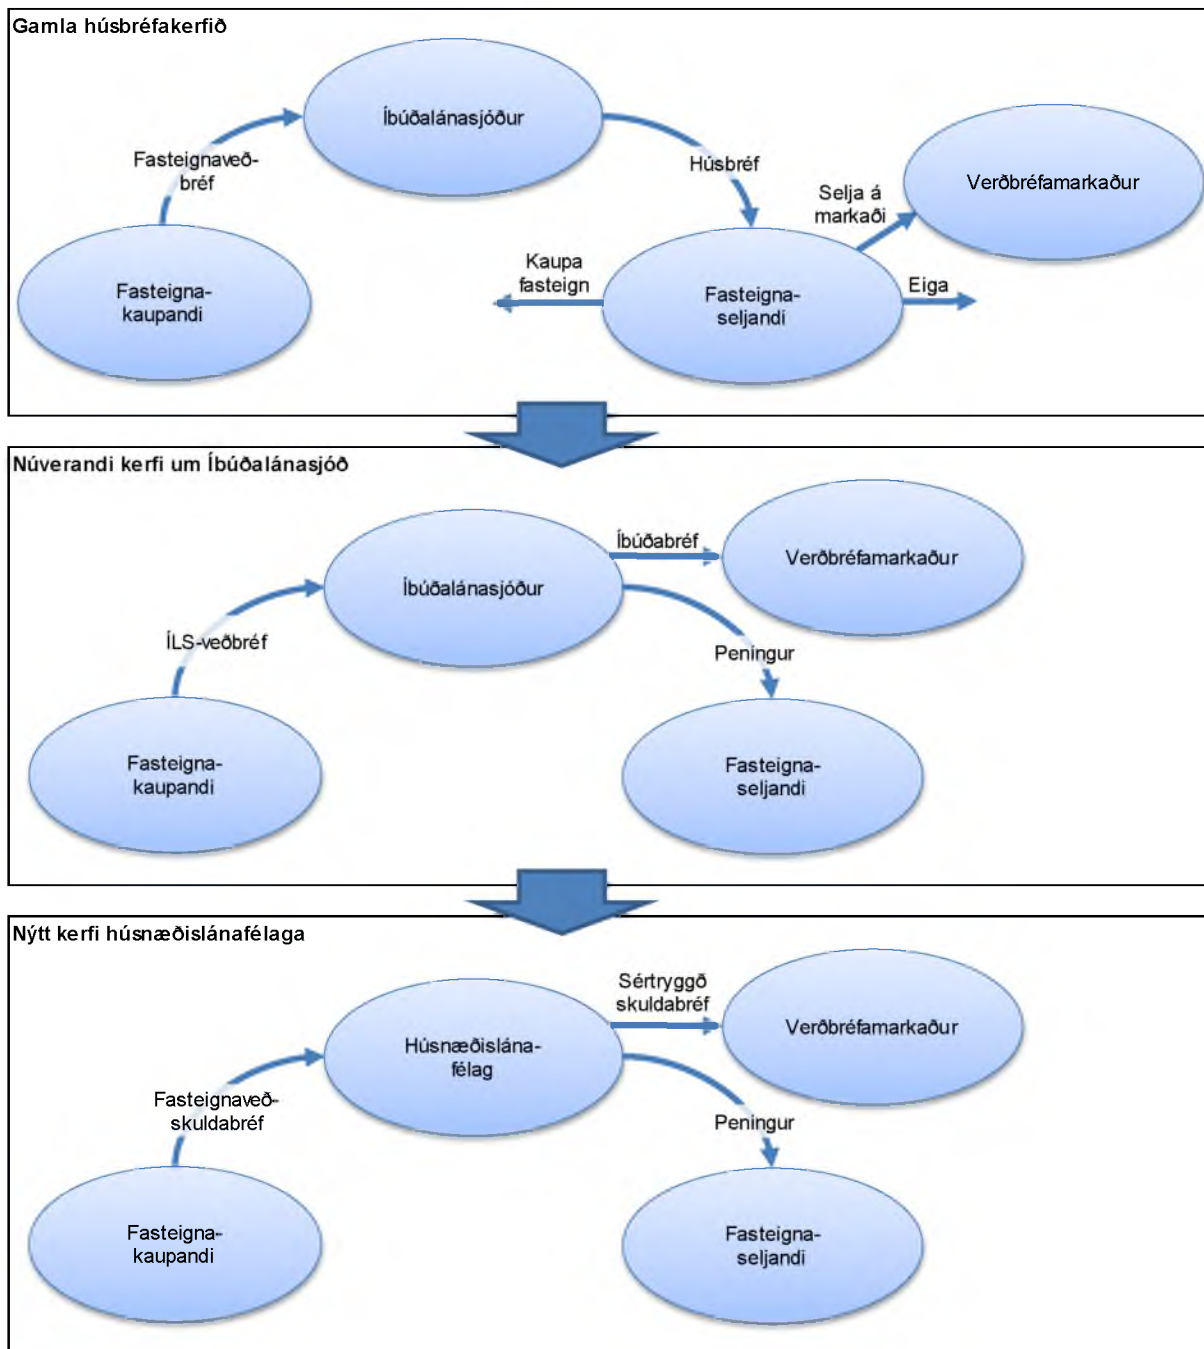 Gamla húsbréfakerfið
Íbúðalánasjóður
Fasteignaveð-
bréf
Húsbréf
Verðbréfamarkaður
Selja á
markaði
Fasteigna-
kaupandi
Kaupa
fasteign
Fasteigna-
seljandi
Eiga
Núverandi kerfi um Íbúðalánasjóð
Íbúðabréf
Verðbréfamarkaður
Íbúðalánasjóður
ÍLS-veðbréf
Peningur
Fasteigna-
kaupandi
Fasteigna-
seljandi
Nýtt kerfi húsnæðislánafélaga
Sértryggð
skuldabréf
Verðbréfamarkaður
Húsnæðislána-
félag
Fasteignaveð-
skuldabréf
Peningur
Fasteigna-
kaupandi
Fasteigna-
seljandi